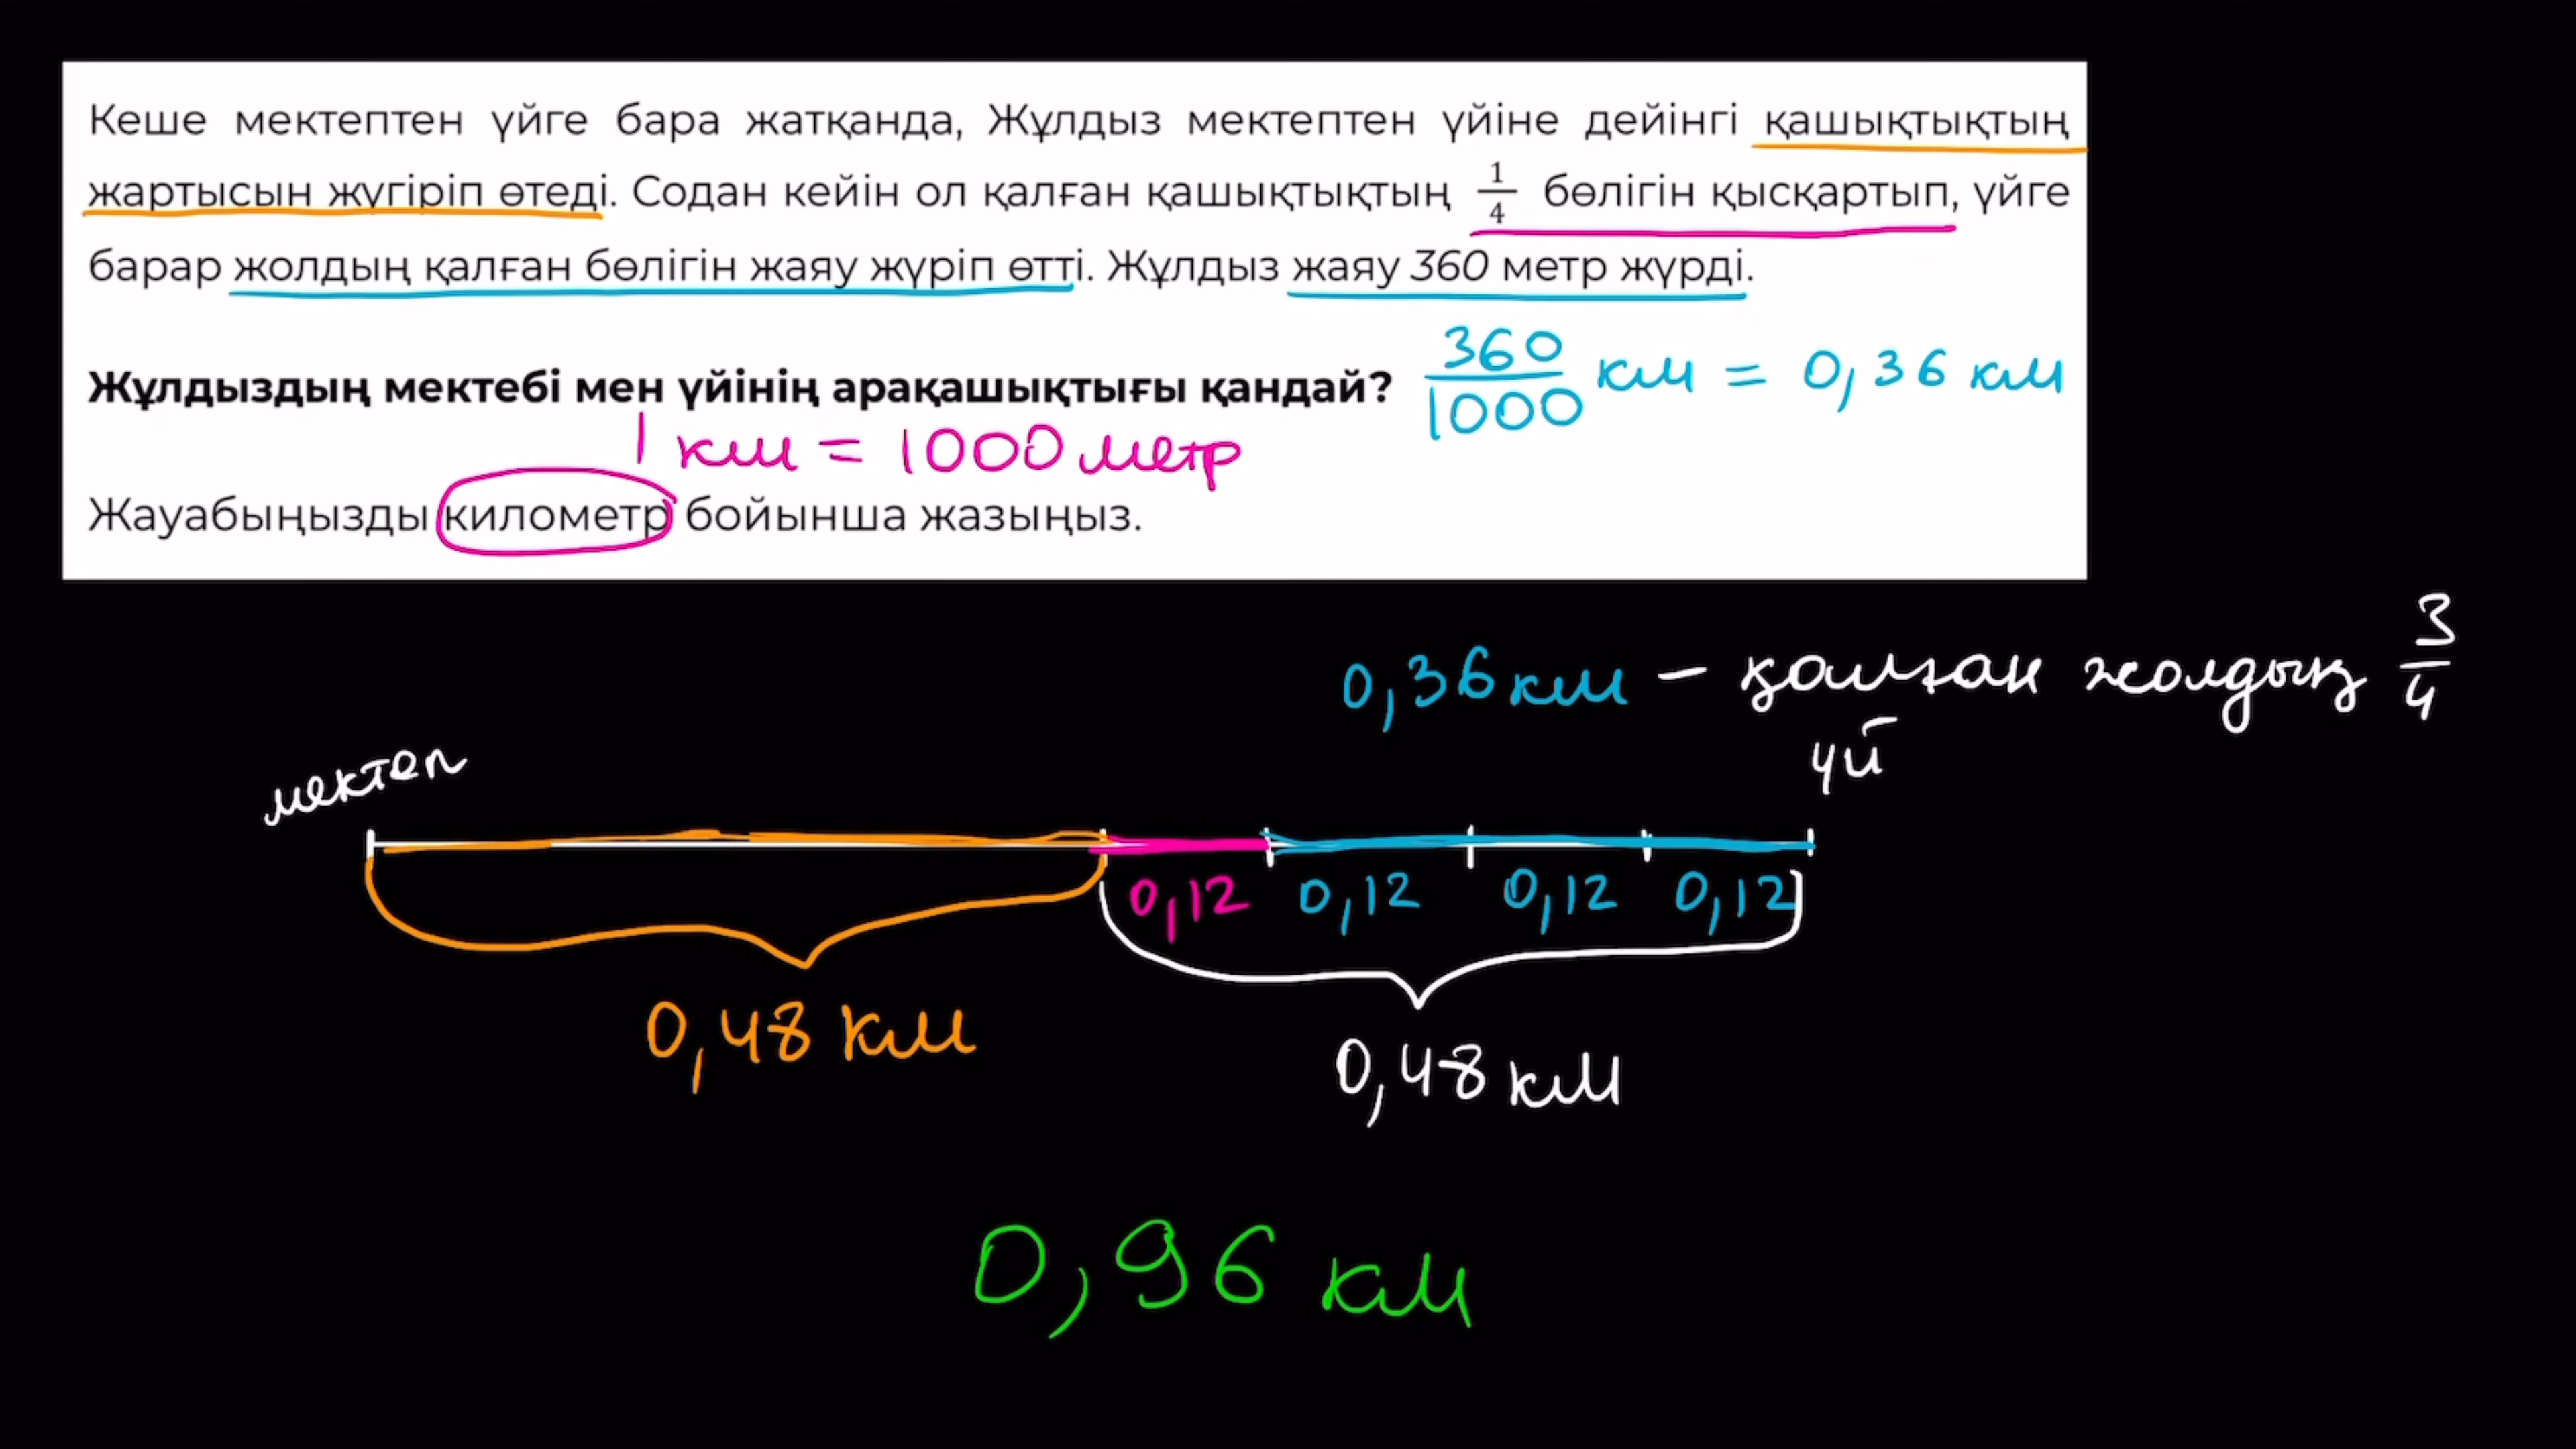 Кеше мектептен үйге бара жатқанда, Жұлдыз мектептен үйіне дейінгі қашықтықтың
жартысын жүгіріп өтеді. Содан кейін ол қалған қашықтықтың 1/4 бөлігін қысқартып, үйге
барар жолдың қалған бөлігін жаяу жүріп өтті. Жұлдыз жаяу 360 метр жүрді.
Жұлдыздың мектебі мен үйінің арақашықтығы қандай? 360/1000 км = 0,36 км
1 км = 1000 метр
Жауабыңызды километр бойынша жазыңыз.
0,36 км – қалған жолдың 3/4
мектеп үй
0,12 0,12 0,12 0,12
0,48 км 0,48 км
0,96 км